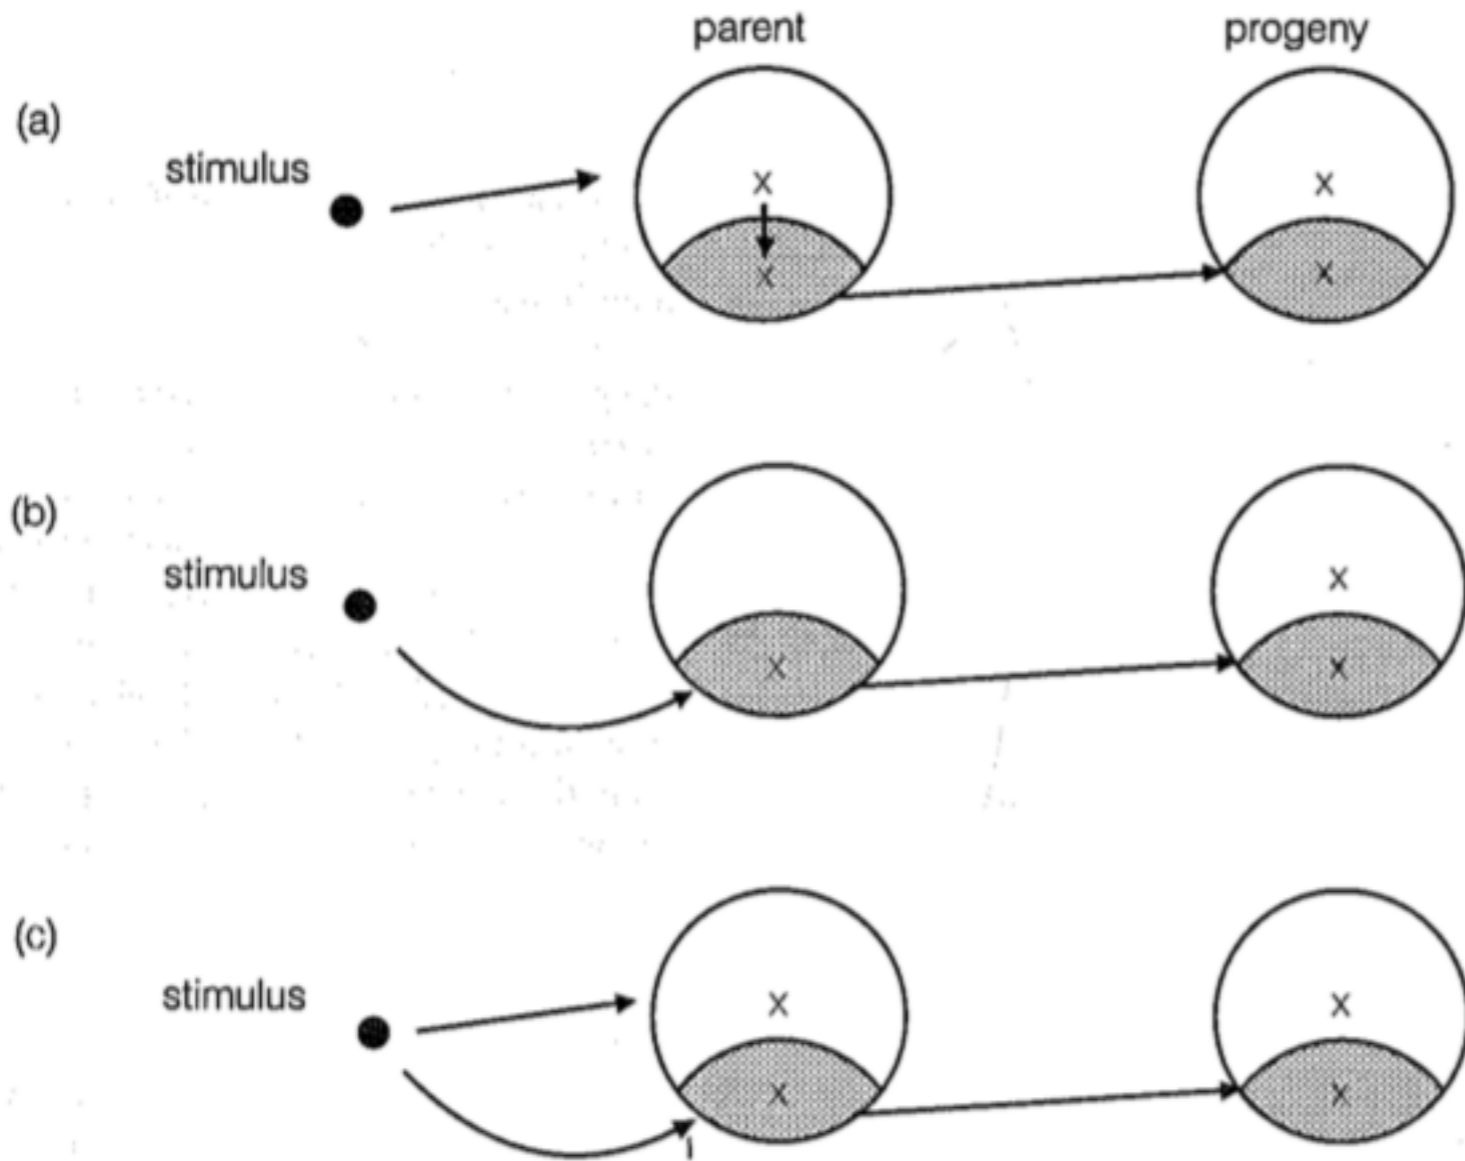 parent progeny
(a)
stimulus
x x
x x
(b)
stimulus
x
x x
(c)
stimulus
x x
x x